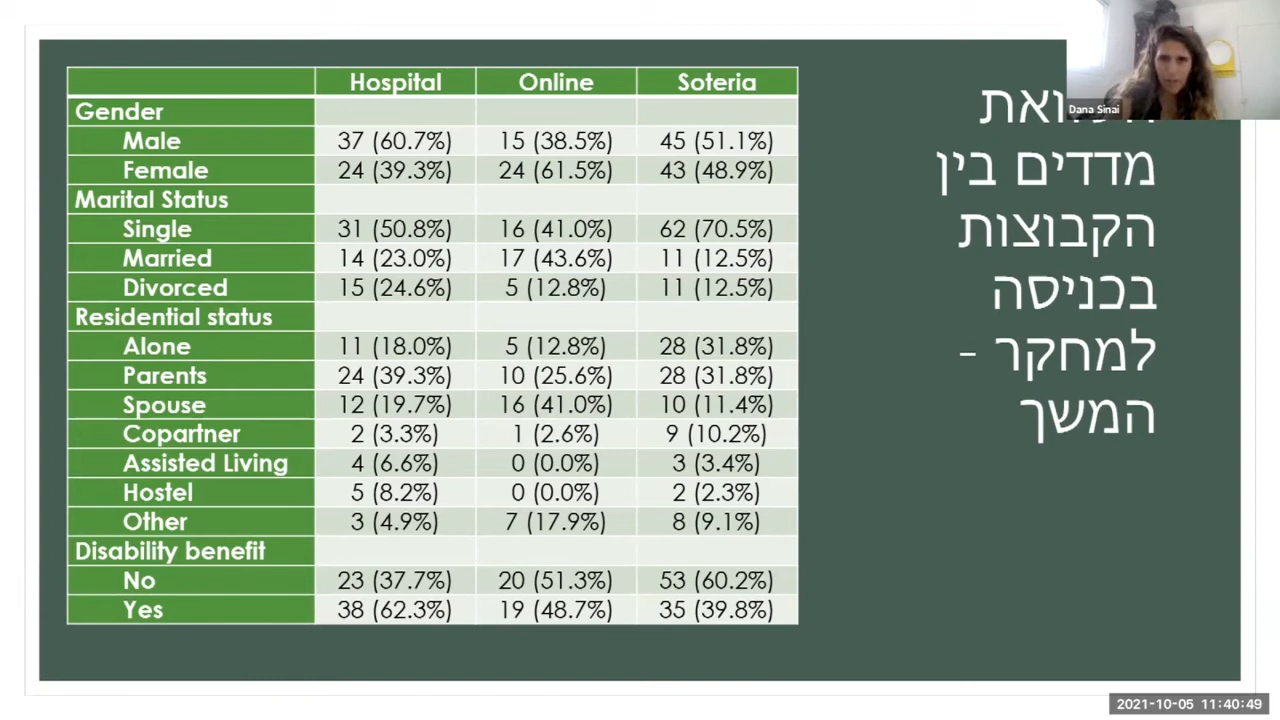 Hospital Online Soteria
Gender
Male 37 (60.7%) 15 (38.5%) 45 (51.1%)
Female 24 (39.3%) 24 (61.5%) 43 (48.9%)
Marital Status
Single 31 (50.8%) 16 (41.0%) 62 (70.5%)
Married 14 (23.0%) 17 (43.6%) 11 (12.5%)
Divorced 15 (24.6%) 5 (12.8%) 11 (12.5%)
Residential status
Alone 11 (18.0%) 5 (12.8%) 28 (31.8%)
Parents 24 (39.3%) 10 (25.6%) 28 (31.8%)
Spouse 12 (19.7%) 16 (41.0%) 10 (11.4%)
Copartner 2 (3.3%) 1 (2.6%) 9 (10.2%)
Assisted Living 4 (6.6%) 0 (0.0%) 3 (3.4%)
Hostel 5 (8.2%) 0 (0.0%) 2 (2.3%)
Other 3 (4.9%) 7 (17.9%) 8 (9.1%)
Disability benefit
No 23 (37.7%) 20 (51.3%) 53 (60.2%)
Yes 38 (62.3%) 19 (48.7%) 35 (39.8%)
מדדים בין
הקבוצות
בכניסה
למחקר -
המשך
Dana Sinai
2021-10-05 11:40:49